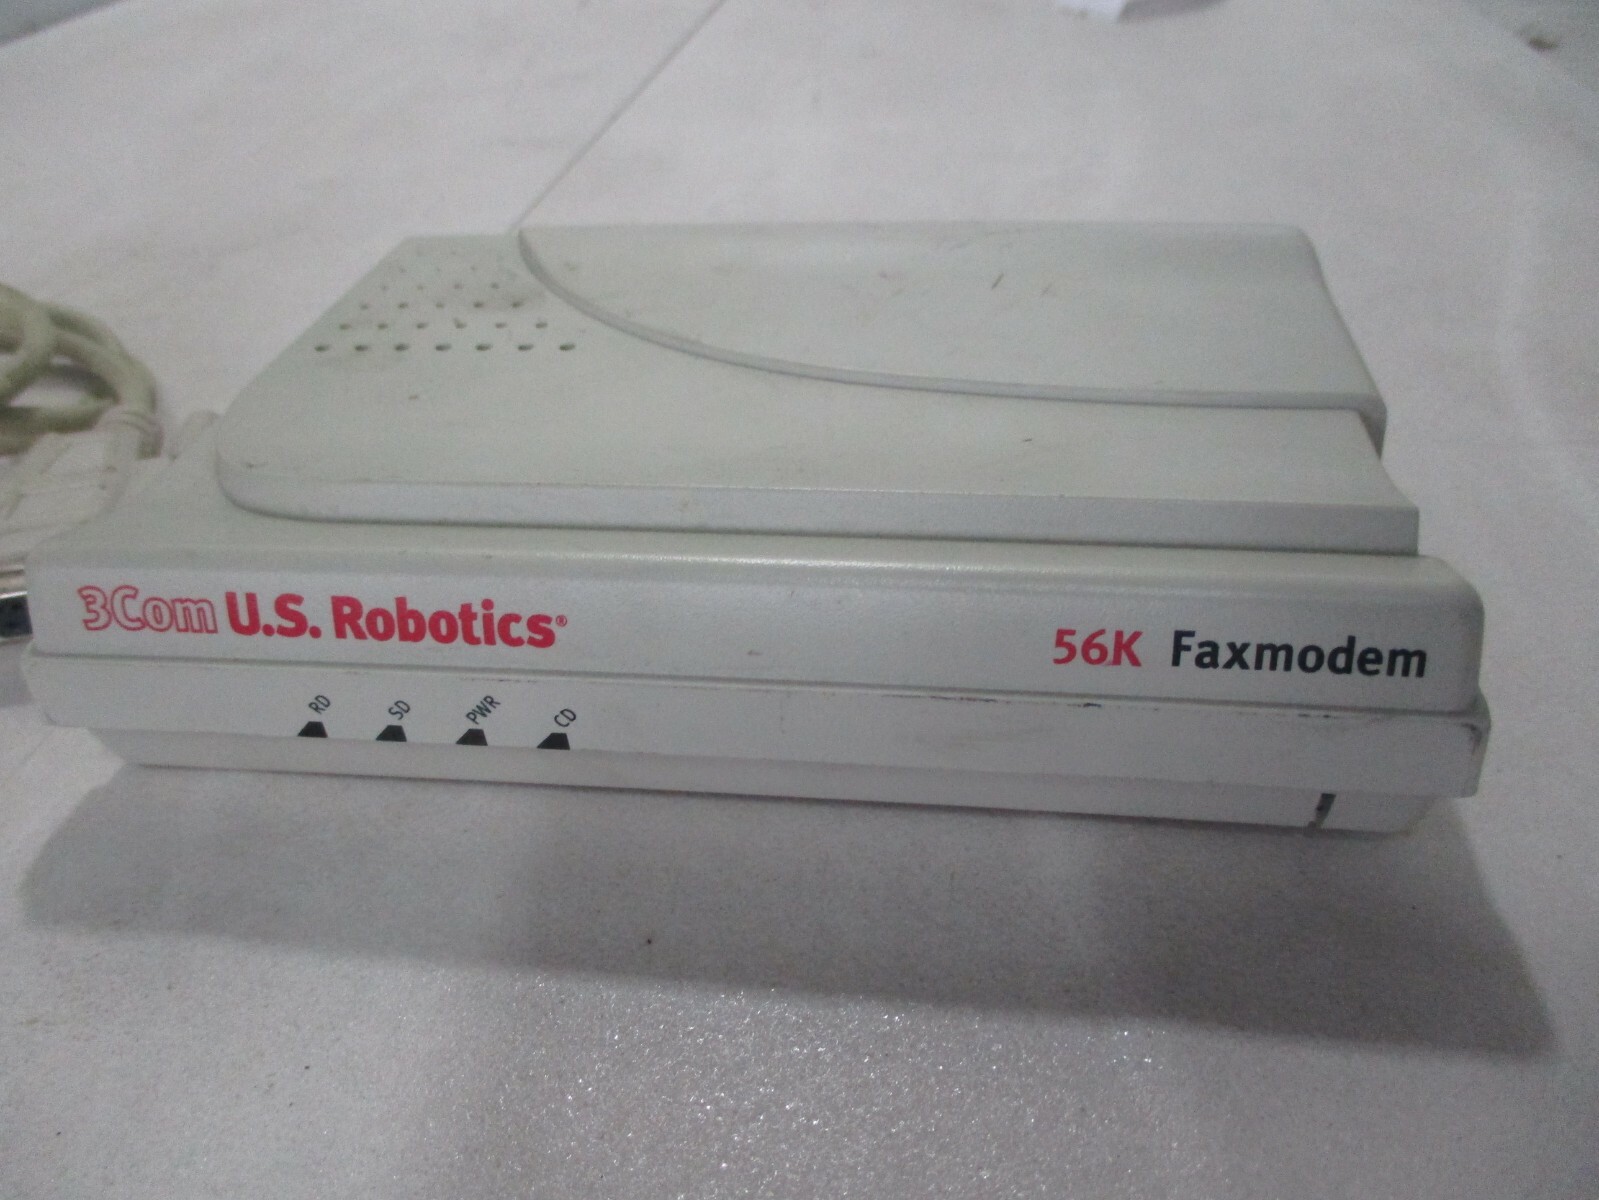 3Com U.S. Robotics®
56K Faxmodem
RD SD PWR CD